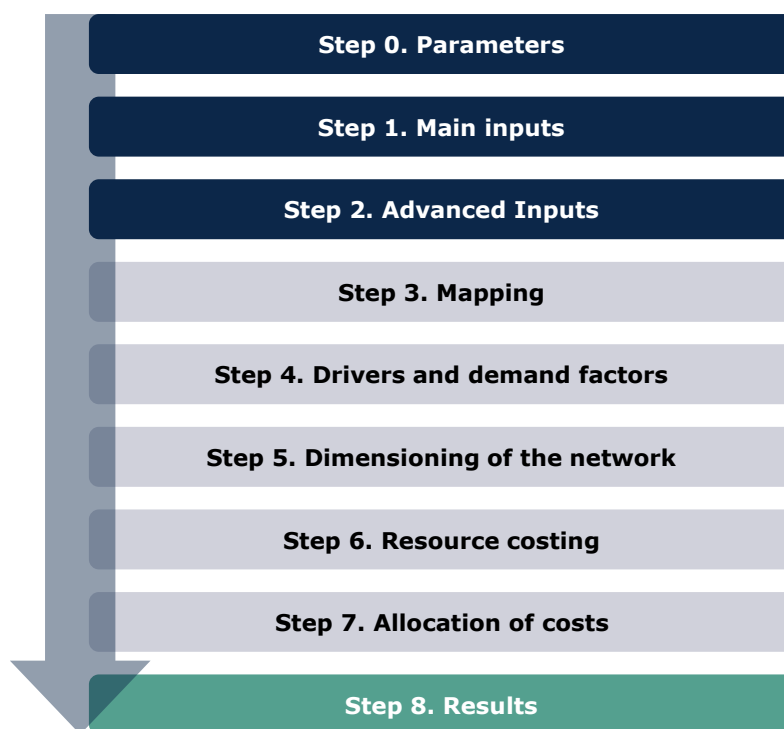 Step 0. Parameters
Step 1. Main inputs
Step 2. Advanced Inputs
Step 3. Mapping
Step 4. Drivers and demand factors
Step 5. Dimensioning of the network
Step 6. Resource costing
Step 7. Allocation of costs
Step 8. Results